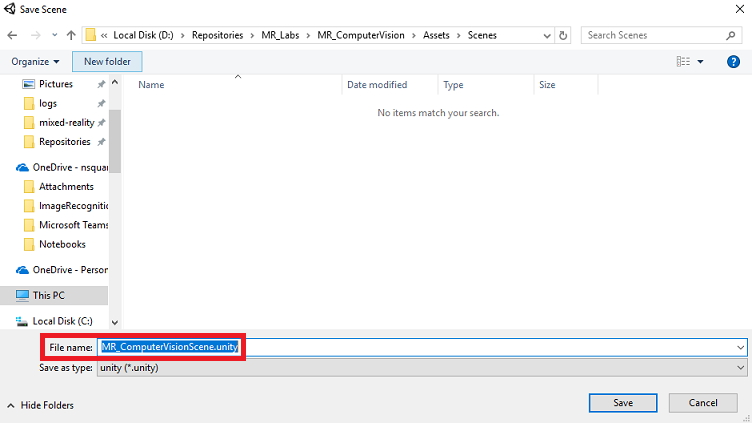 Save Scene
« Local Disk (D:) › Repositories › MR_Labs › MR_ComputerVision › Assets › Scenes
Search Scenes
Organize New folder
Name Date modified Type Size
No items match your search.
Pictures
logs
mixed-reality
Repositories
OneDrive - nsquar
Attachments
ImageRecognitic
Microsoft Teams
Notebooks
OneDrive - Person
This PC
Local Disk (C:)
File name: MR_ComputerVisionScene.unity
Save as type: unity (*.unity)
Hide Folders Save Cancel